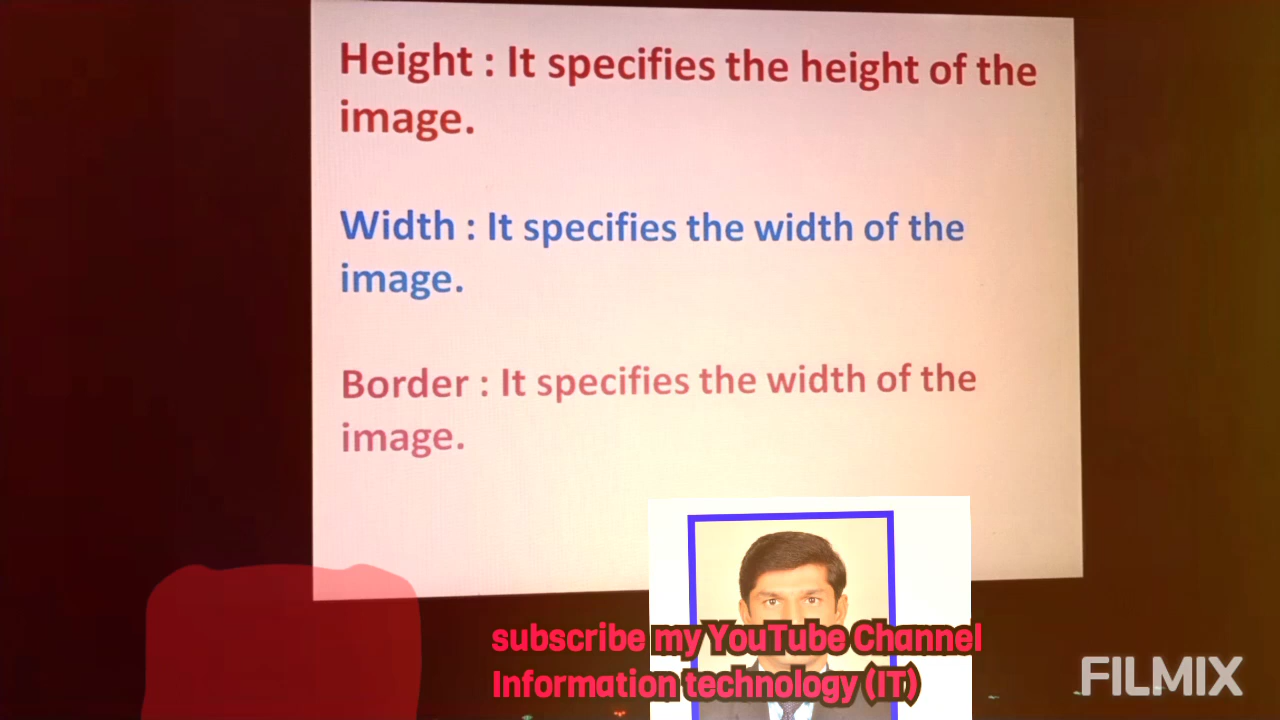 Height : It specifies the height of the
image.
Width : It specifies the width of the
image.
Border : It specifies the width of the
image.
subscribe my YouTube Channel
Information technology (IT)
FILMIX